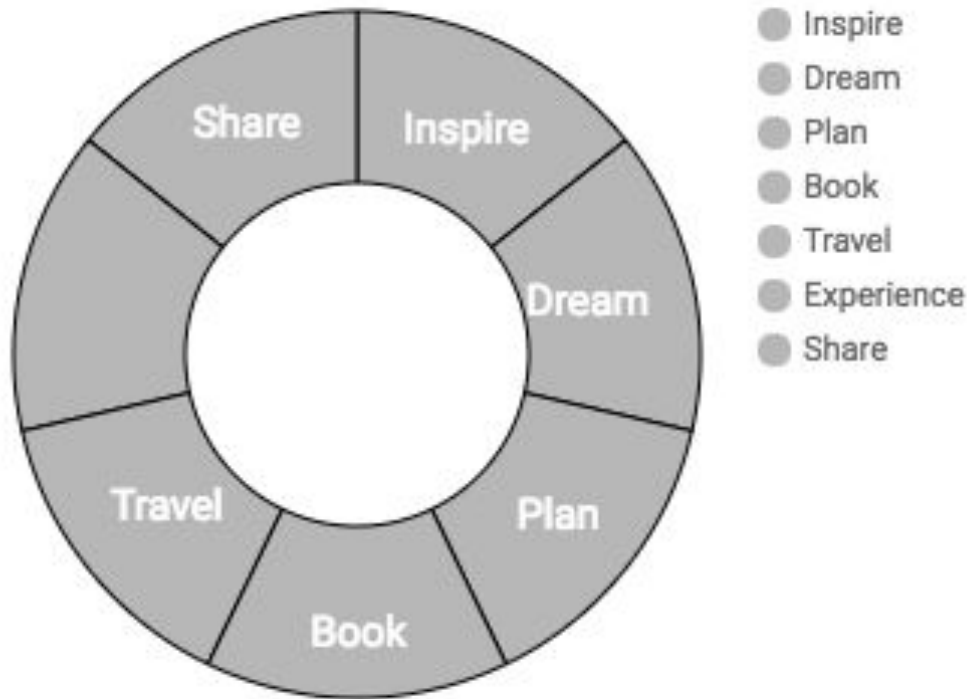 Share
Inspire
Dream
Plan
Book
Travel
Inspire
Dream
Plan
Book
Travel
Experience
Share